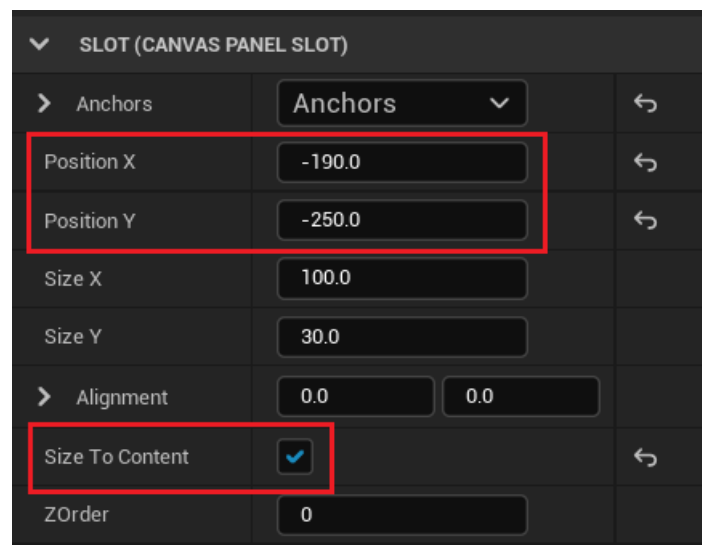 SLOT (CANVAS PANEL SLOT)
Anchors Anchors
Position X -190.0
Position Y -250.0
Size X 100.0
Size Y 30.0
Alignment 0.0 0.0
Size To Content
ZOrder 0